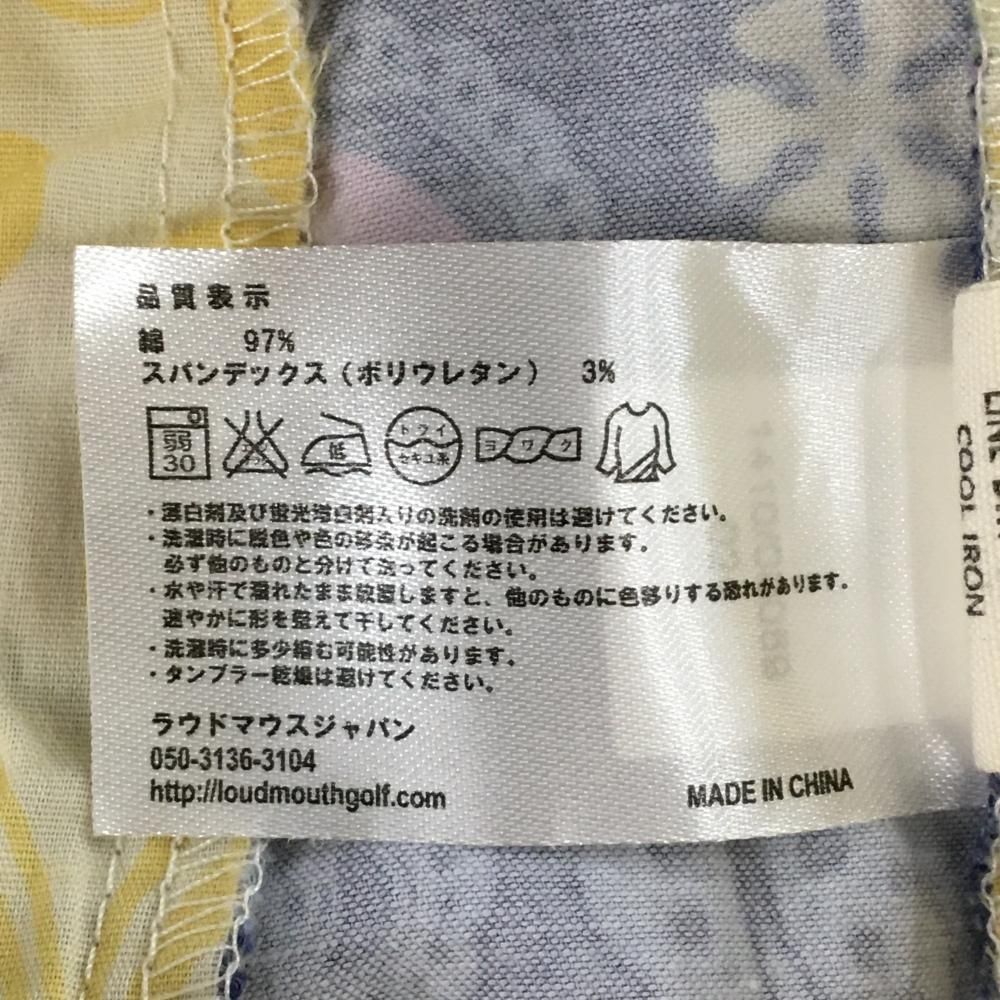 品質表示
綿 97%
スパンデックス（ポリウレタン） 3%
弱
30
低
ドライ
セキユ系
ヨワク
・漂白剤及び蛍光増白剤入りの洗剤の使用は避けてください。
・洗濯時に脱色や色の移染が起こる場合があります。
必ず他のものと分けて洗ってください。
・水や汗で濡れたまま放置しますと、他のものに色移りする恐れがあります。
速やかに形を整えて干してください。
・洗濯時に多少縮む可能性があります。
・タンブラー乾燥は避けてください。
ラウドマウスジャパン
050-3136-3104
http://loudmouthgolf.com
MADE IN CHINA
COOL IRON